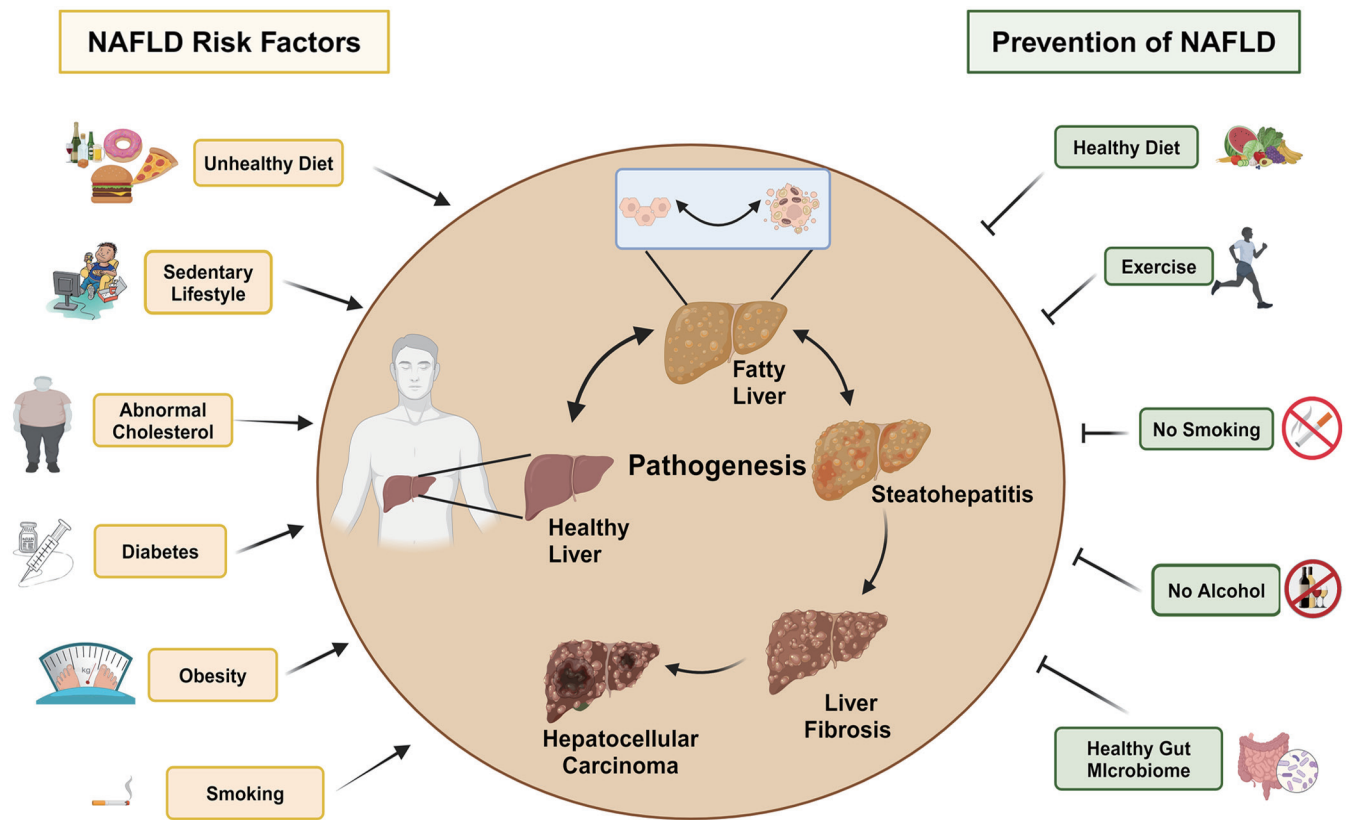 NAFLD Risk Factors
Prevention of NAFLD
Unhealthy Diet
Sedentary
Lifestyle
Abnormal
Cholesterol
Diabetes
Obesity
kg
Smoking
Fatty
Liver
Pathogenesis
Steatohepatitis
Healthy
Liver
Liver
Fibrosis
Hepatocellular
Carcinoma
Healthy Diet
Exercise
No Smoking
No Alcohol
Healthy Gut
MIcrobiome